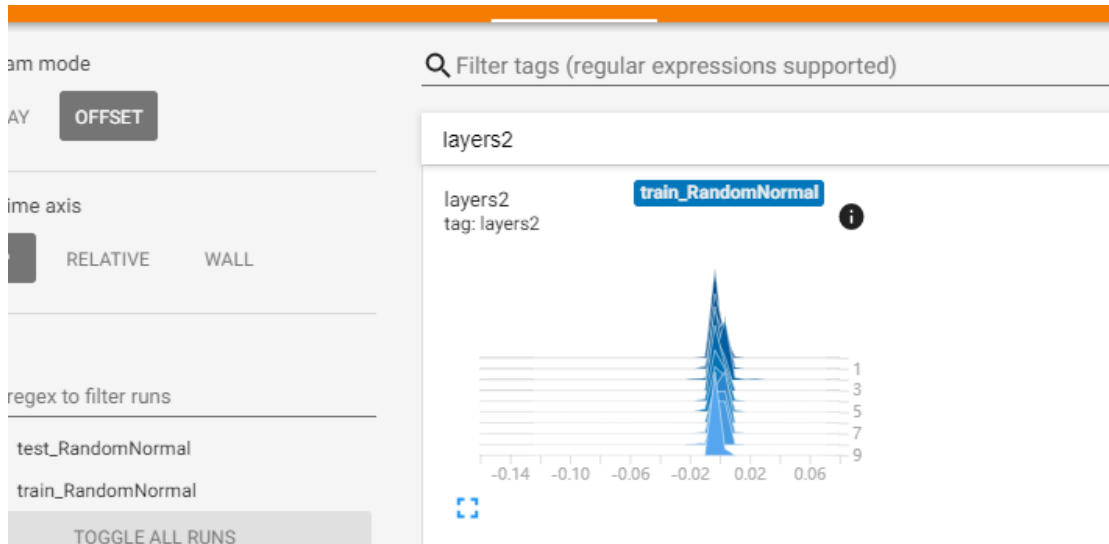 am mode
AY OFFSET
ime axis
RELATIVE WALL
regex to filter runs
test_RandomNormal
train_RandomNormal
TOGGLE ALL RUNS
Filter tags (regular expressions supported)
layers2
layers2
train_RandomNormal
tag: layers2
1
3
5
7
9
-0.14 -0.10 -0.06 -0.02 0.02 0.06